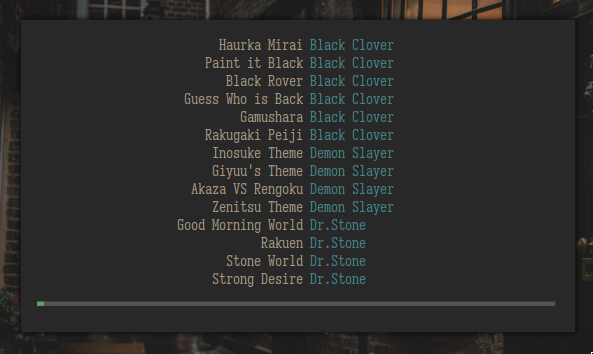 Haurka Mirai Black Clover
Paint it Black Black Clover
Black Rover Black Clover
Guess Who is Back Black Clover
Gamushara Black Clover
Rakugaki Peiji Black Clover
Inosuke Theme Demon Slayer
Giyuu's Theme Demon Slayer
Akaza VS Rengoku Demon Slayer
Zenitsu Theme Demon Slayer
Good Morning World Dr.Stone
Rakuen Dr.Stone
Stone World Dr.Stone
Strong Desire Dr.Stone